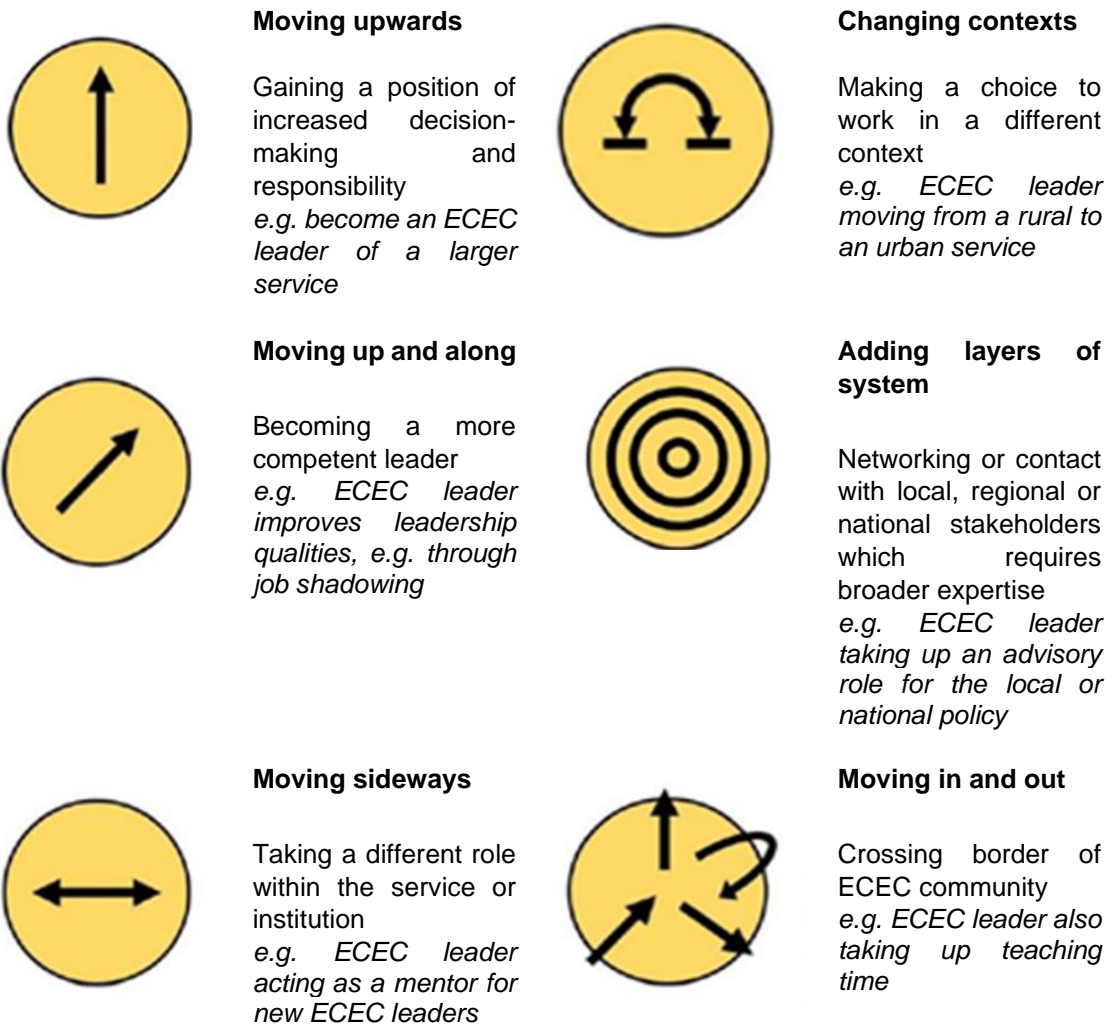 Moving upwards
Gaining a position of
increased decision-
making and
responsibility
e.g. become an ECEC
leader of a larger
service
Changing contexts
Making a choice to
work in a different
context
e.g. ECEC leader
moving from a rural to
an urban service
Moving up and along
Becoming a more
competent leader
e.g. ECEC leader
improves leadership
qualities, e.g. through
job shadowing
Adding layers of
system
Networking or contact
with local, regional or
national stakeholders
which requires
broader expertise
e.g. ECEC leader
taking up an advisory
role for the local or
national policy
Moving sideways
Taking a different role
within the service or
institution
e.g. ECEC leader
acting as a mentor for
new ECEC leaders
Moving in and out
Crossing border of
ECEC community
e.g. ECEC leader also
taking up teaching
time